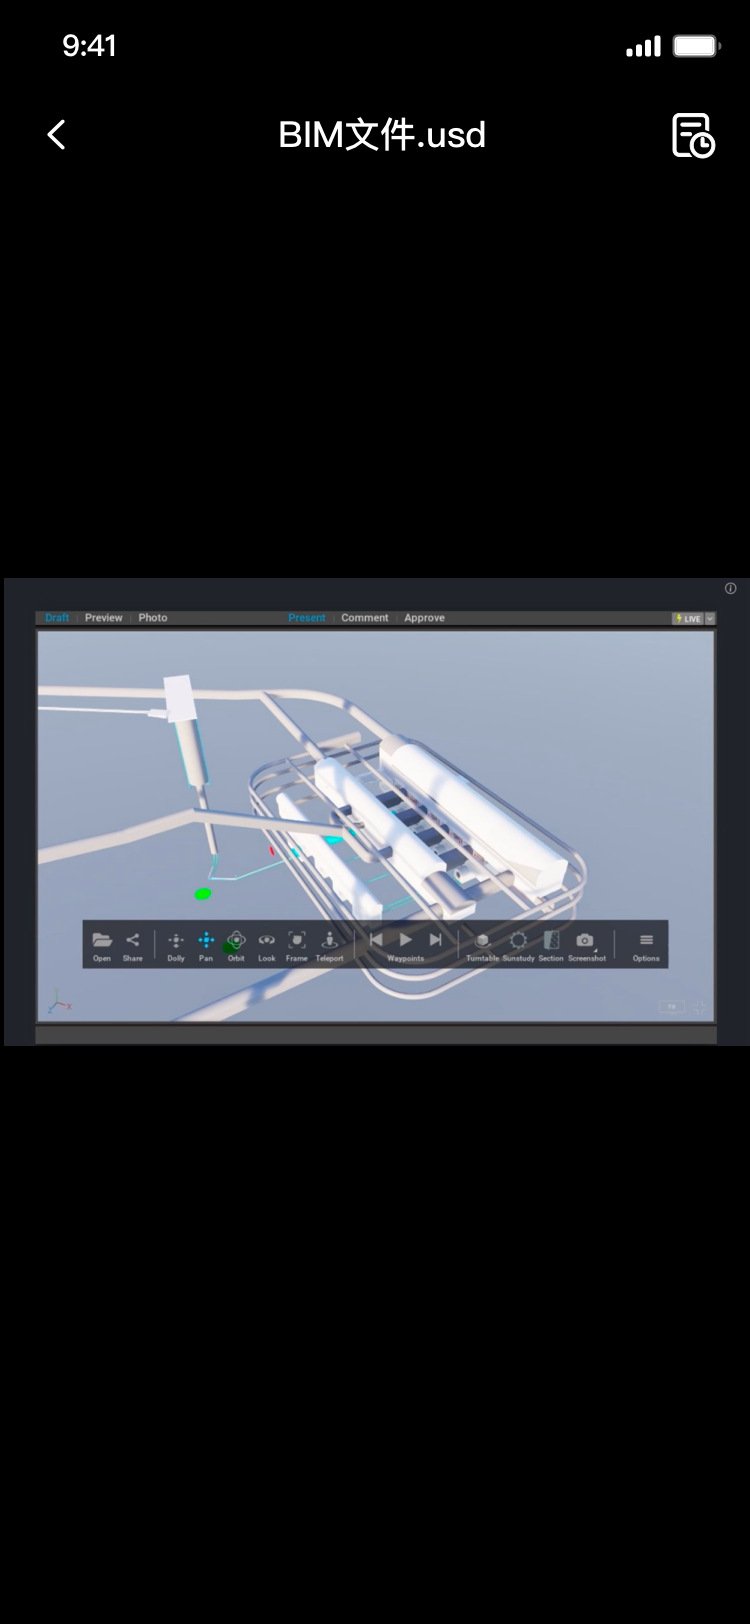 9:41
BIM文件.usd
Draft Preview Photo Present Comment Approve LIVE
Open Share Dolly Pan Orbit Look Frame Teleport Waypoints Turntable Sunstudy Section Screenshot Options
X